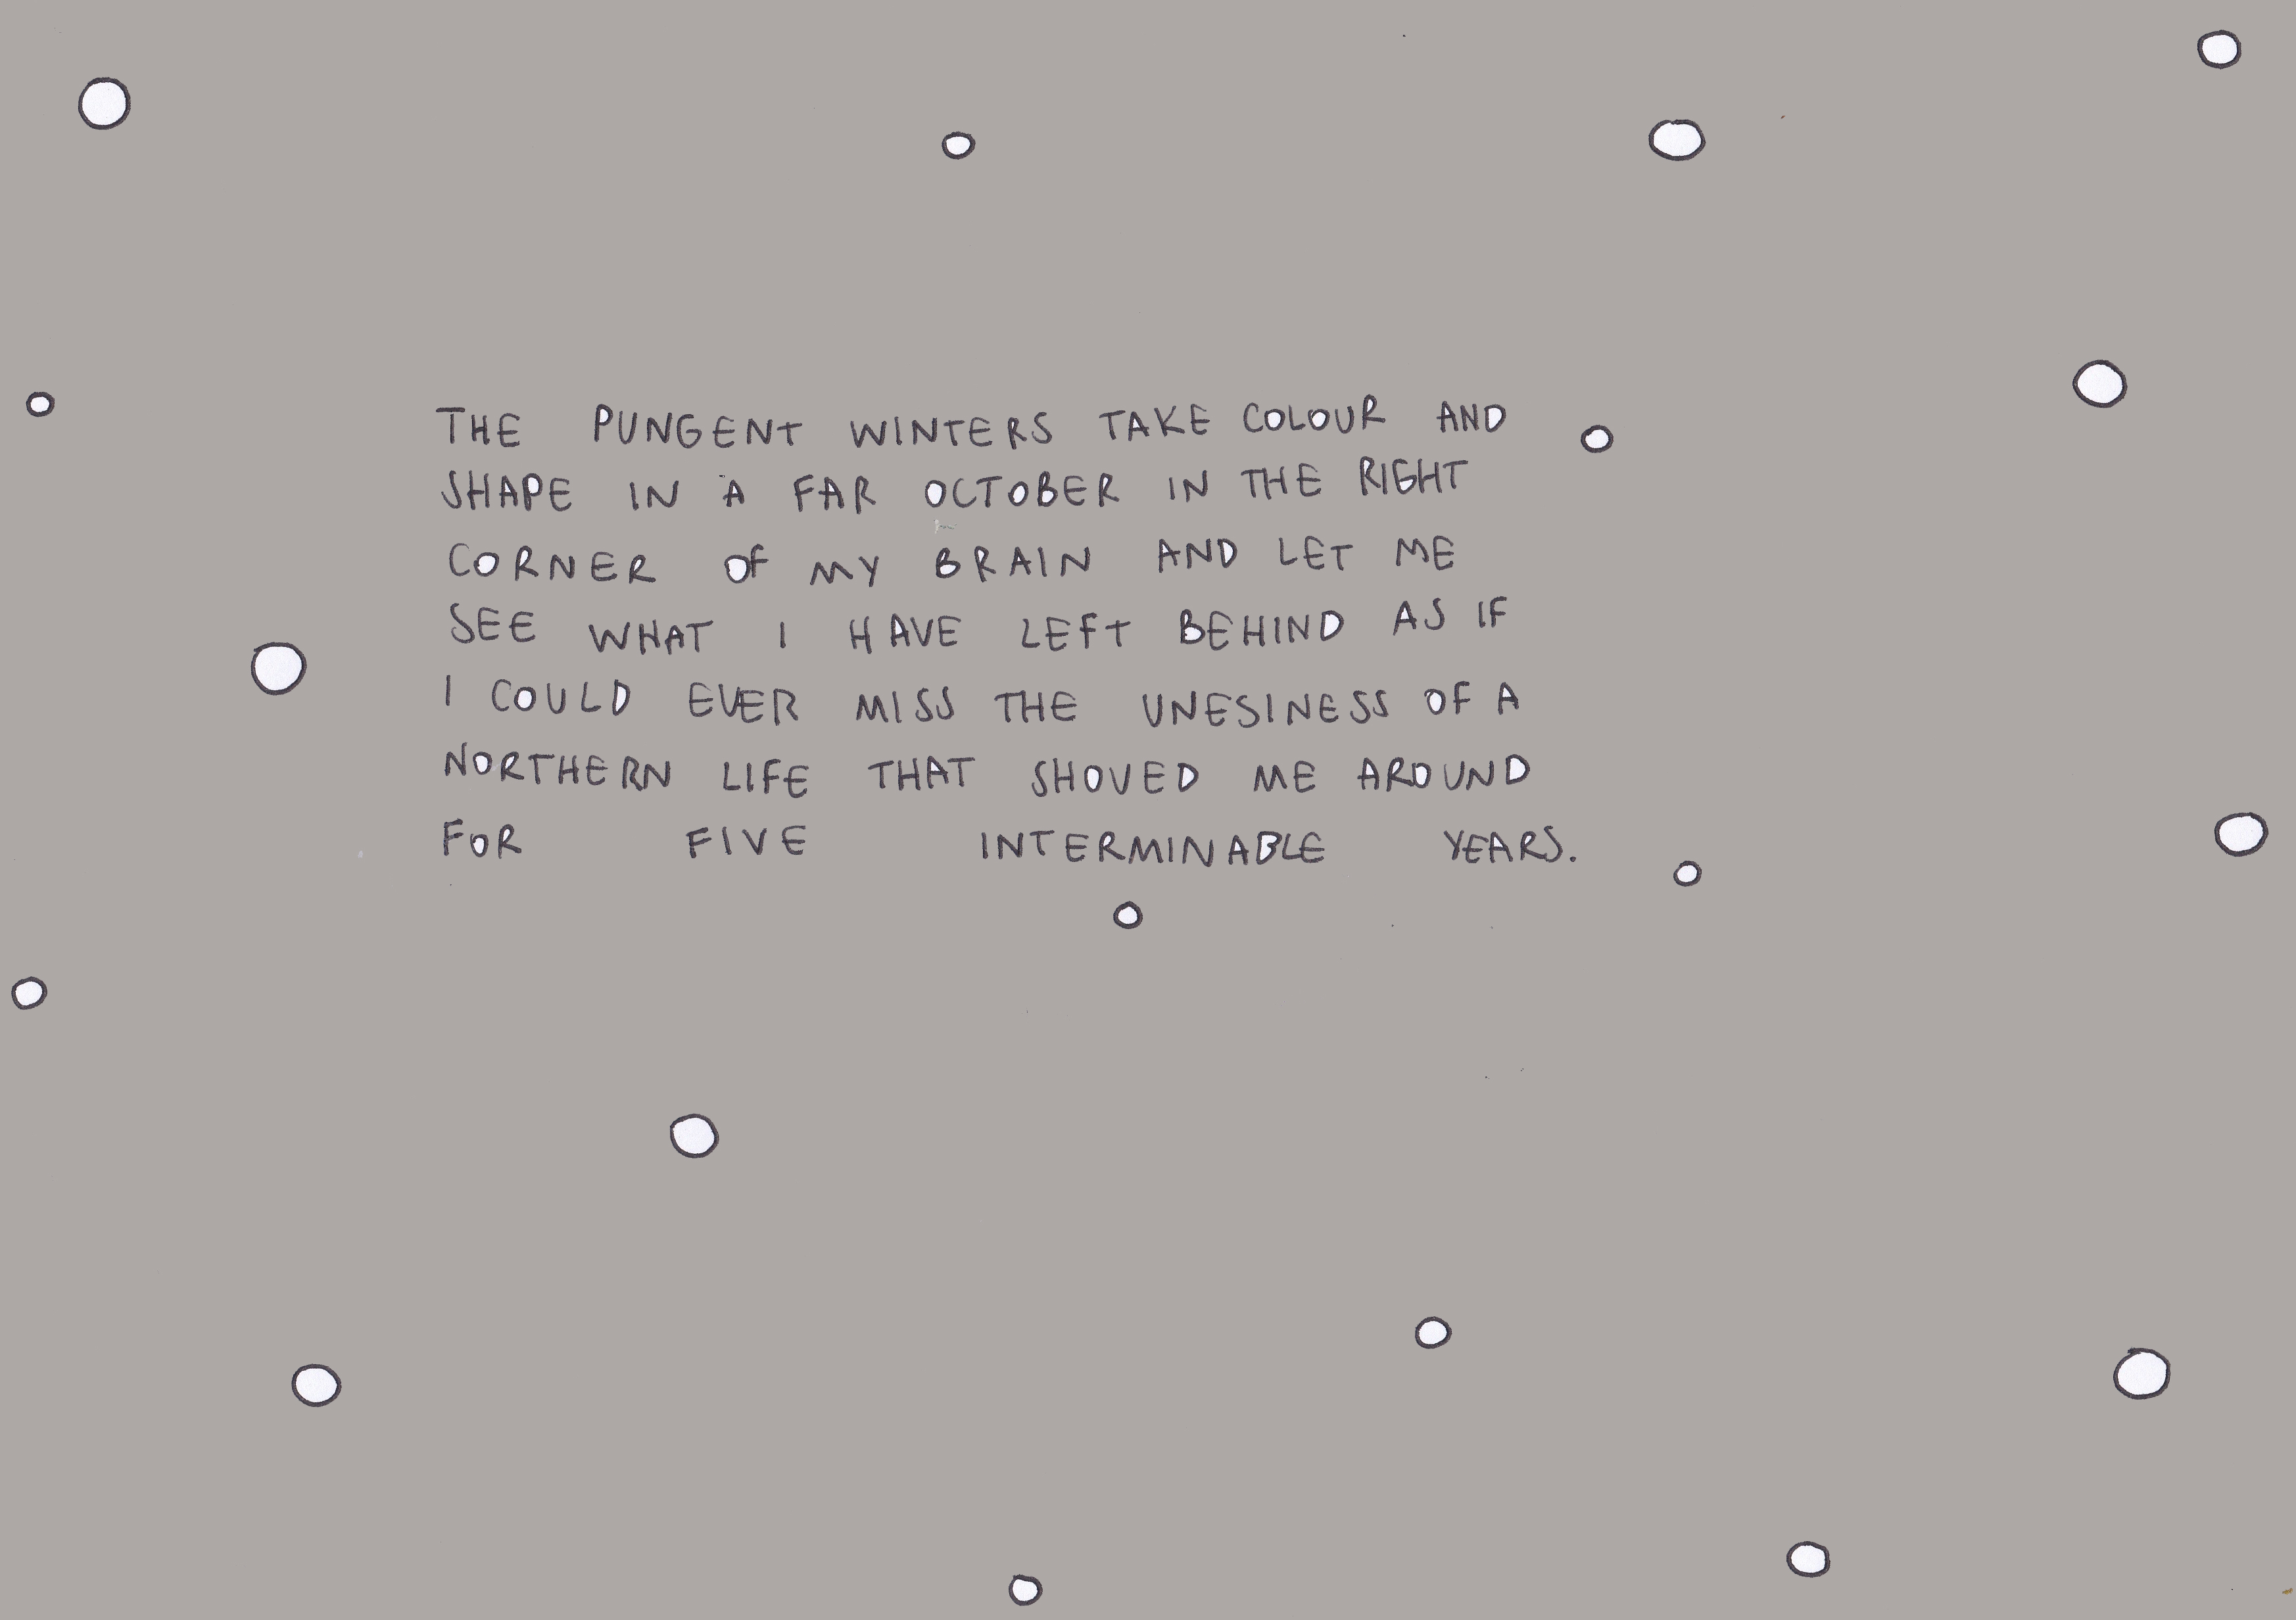 THE PUNGENT WINTERS TAKE COLOUR AND
SHAPE IN A FAR OCTOBER IN THE RIGHT
CORNER OF MY BRAIN AND LET ME
SEE WHAT I HAVE LEFT BEHIND AS IF
I COULD EVER MISS THE UNESINESS OF A
NORTHERN LIFE THAT SHOVED ME AROUND
FOR FIVE INTERMINABLE YEARS.